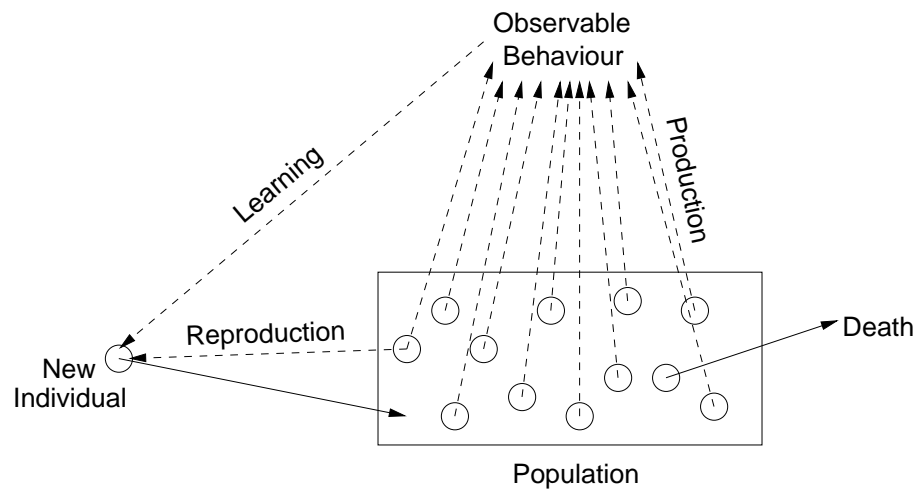 Observable
Behaviour
Learning
Production
Reproduction
Death
New
Individual
Population